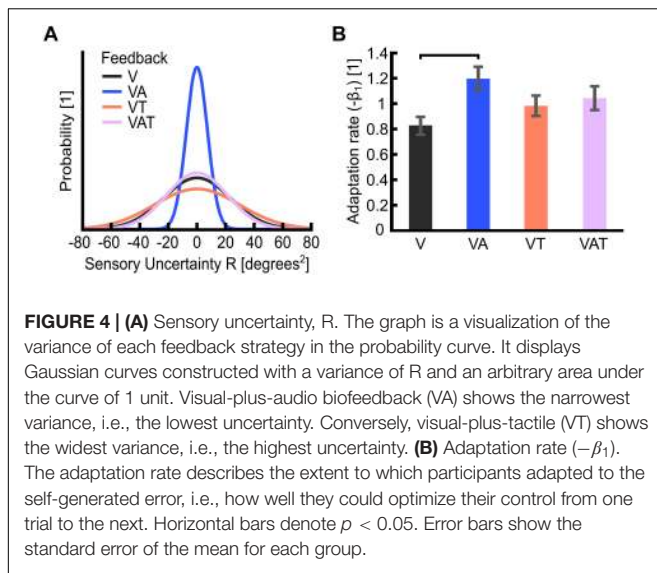 A
Feedback
V
VA
VT
VAT
Probability [1]
-80 -60 -40 -20 0 20 40 60 80
Sensory Uncertainty R [degrees²]
B
Adaptation rate (-β₁) [1]
1.4
1.2
1
0.8
0.6
0.4
0.2
0
V VA VT VAT
FIGURE 4 | (A) Sensory uncertainty, R. The graph is a visualization of the
variance of each feedback strategy in the probability curve. It displays
Gaussian curves constructed with a variance of R and an arbitrary area under
the curve of 1 unit. Visual-plus-audio biofeedback (VA) shows the narrowest
variance, i.e., the lowest uncertainty. Conversely, visual-plus-tactile (VT) shows
the widest variance, i.e., the highest uncertainty. (B) Adaptation rate (−β₁).
The adaptation rate describes the extent to which participants adapted to the
self-generated error, i.e., how well they could optimize their control from one
trial to the next. Horizontal bars denote p < 0.05. Error bars show the
standard error of the mean for each group.